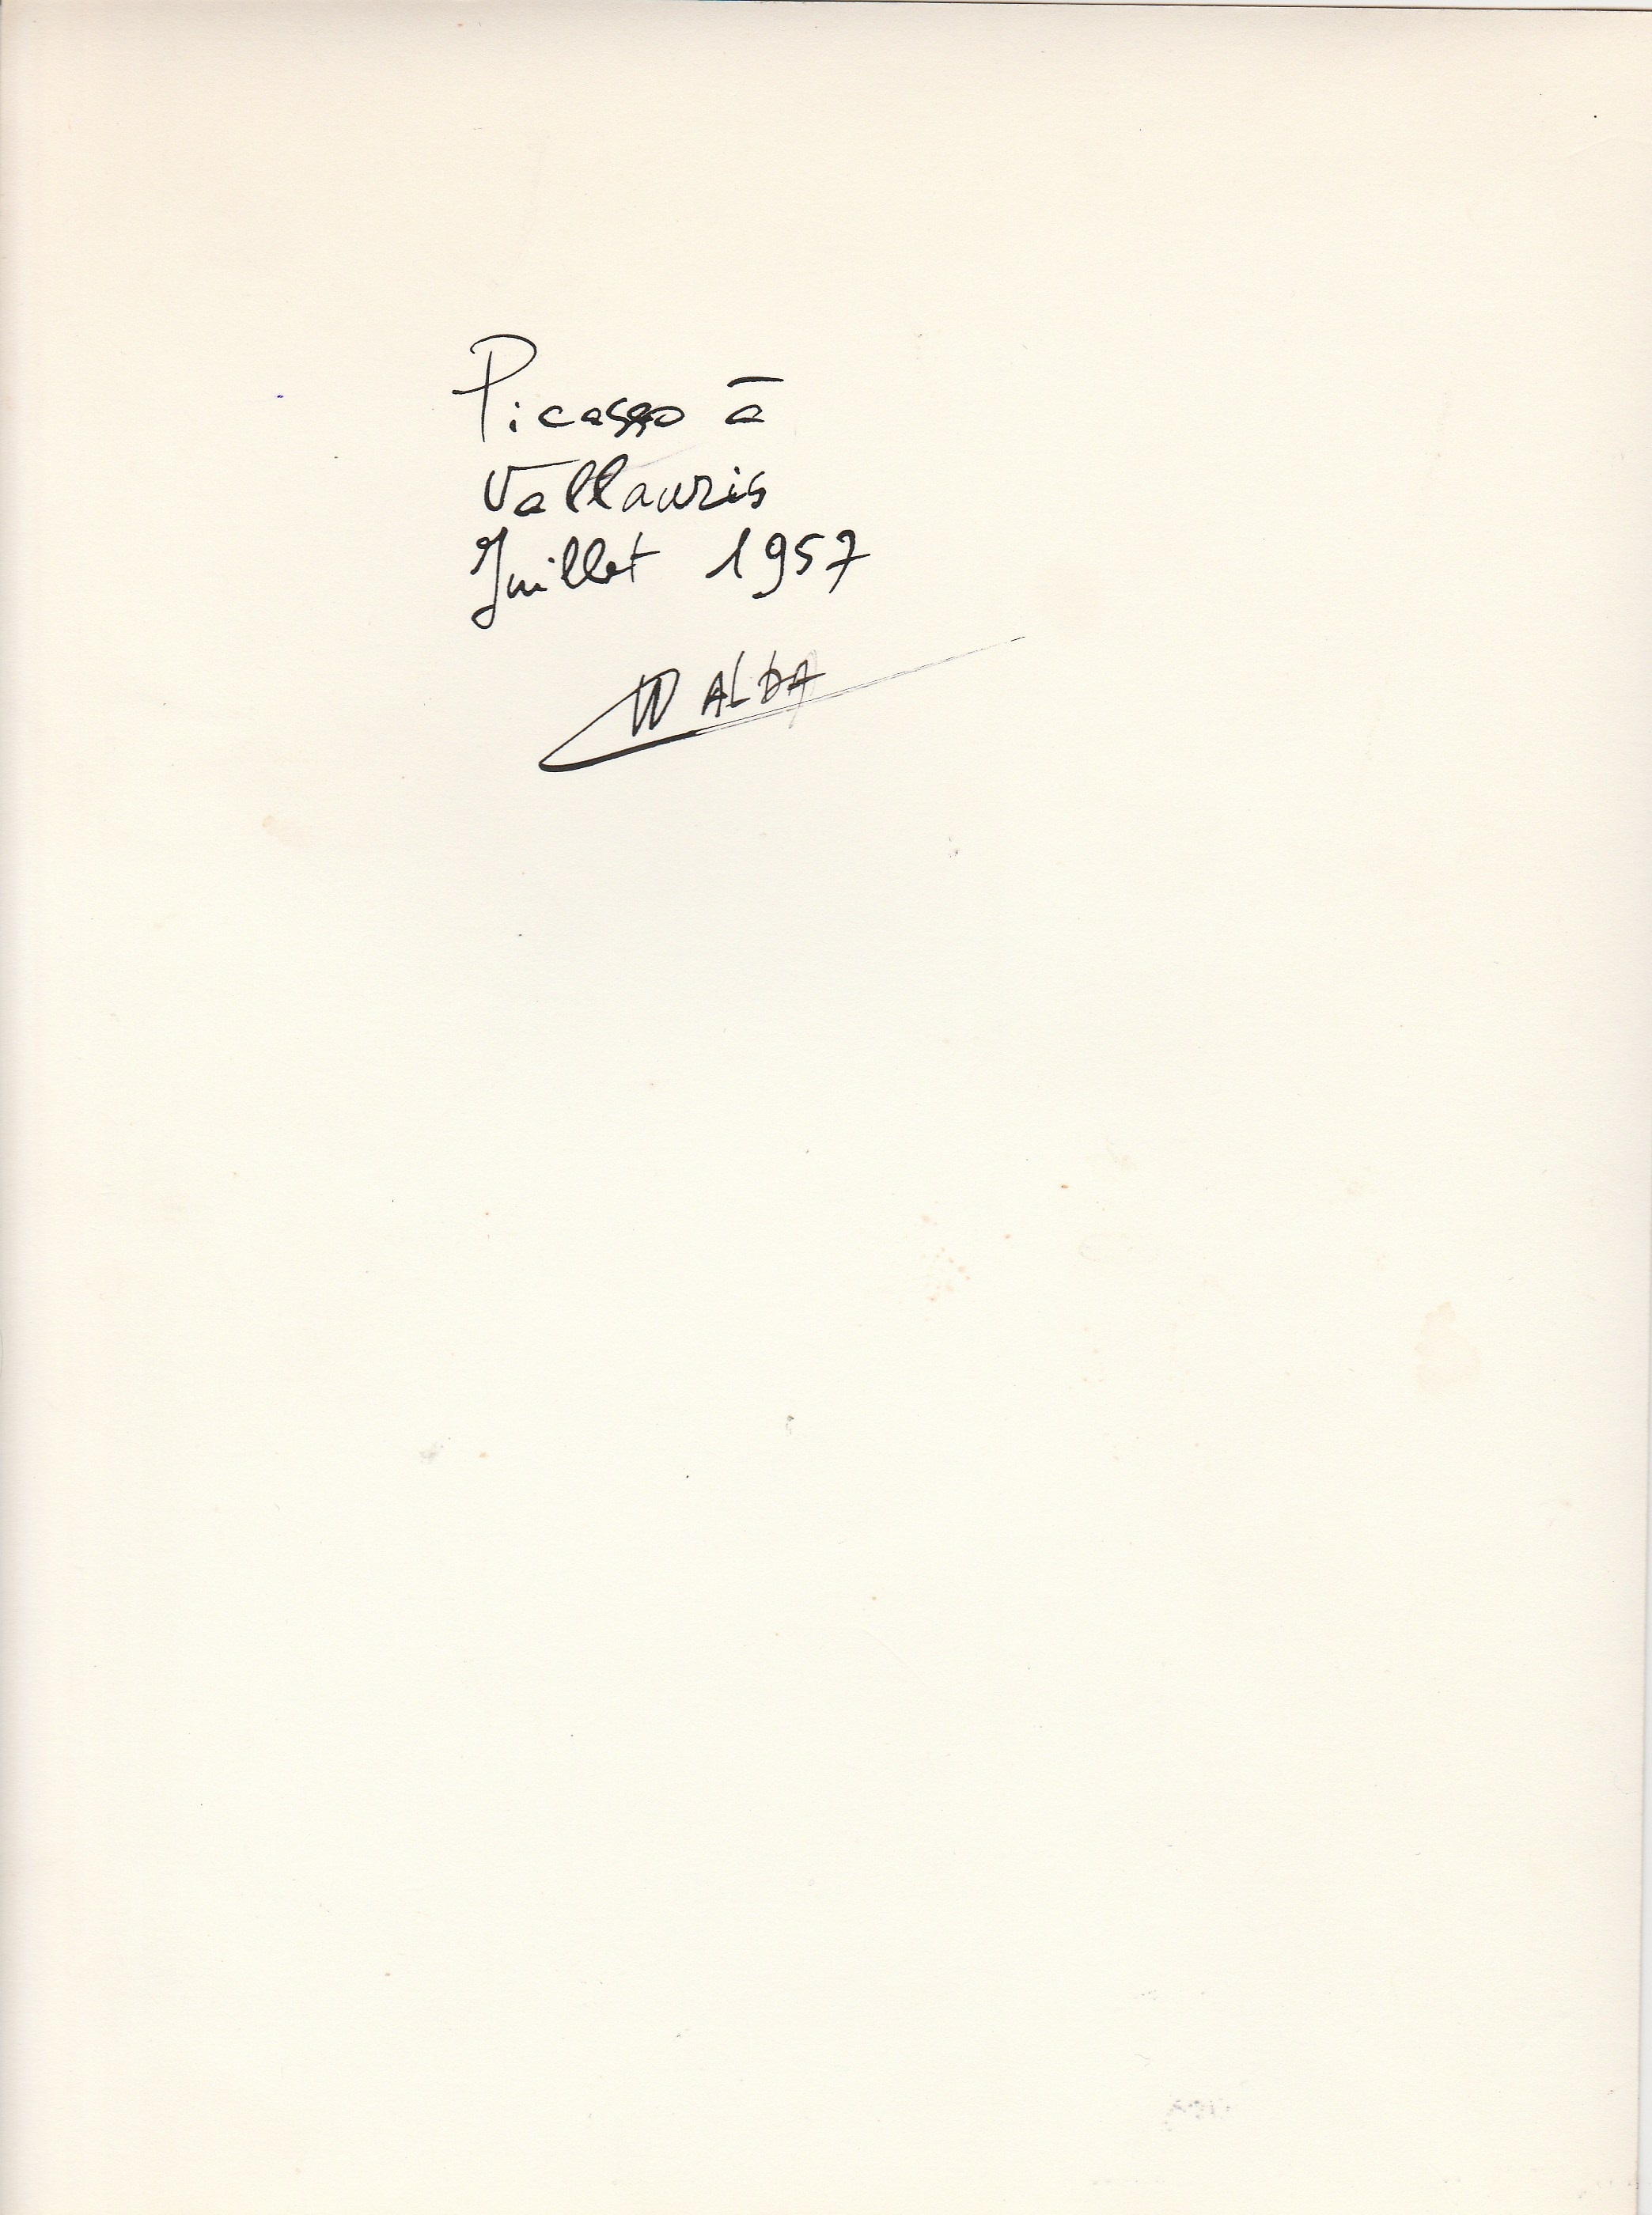 Picasso à
Vallauris
Juillet 1957
WALDA